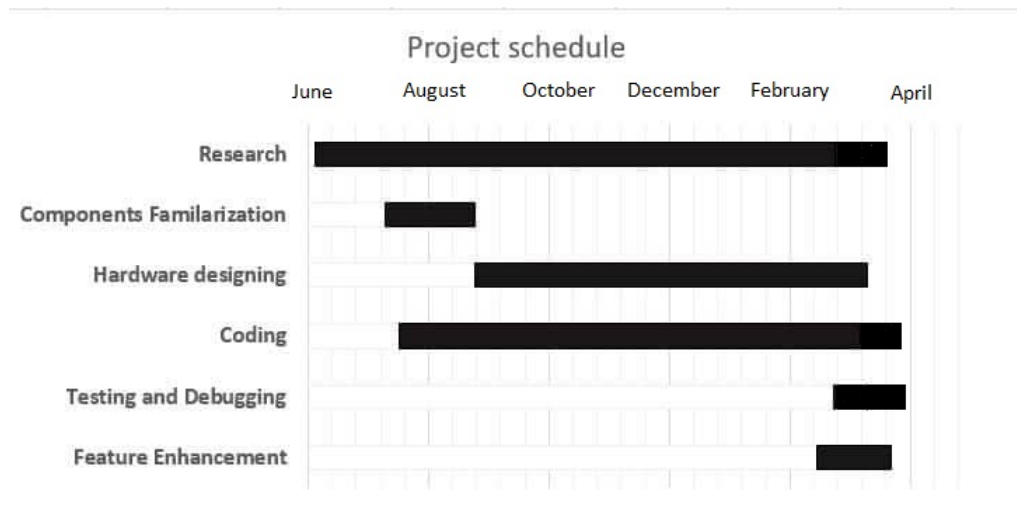 Project schedule
June August October December February April
Research
Components Familarization
Hardware designing
Coding
Testing and Debugging
Feature Enhancement